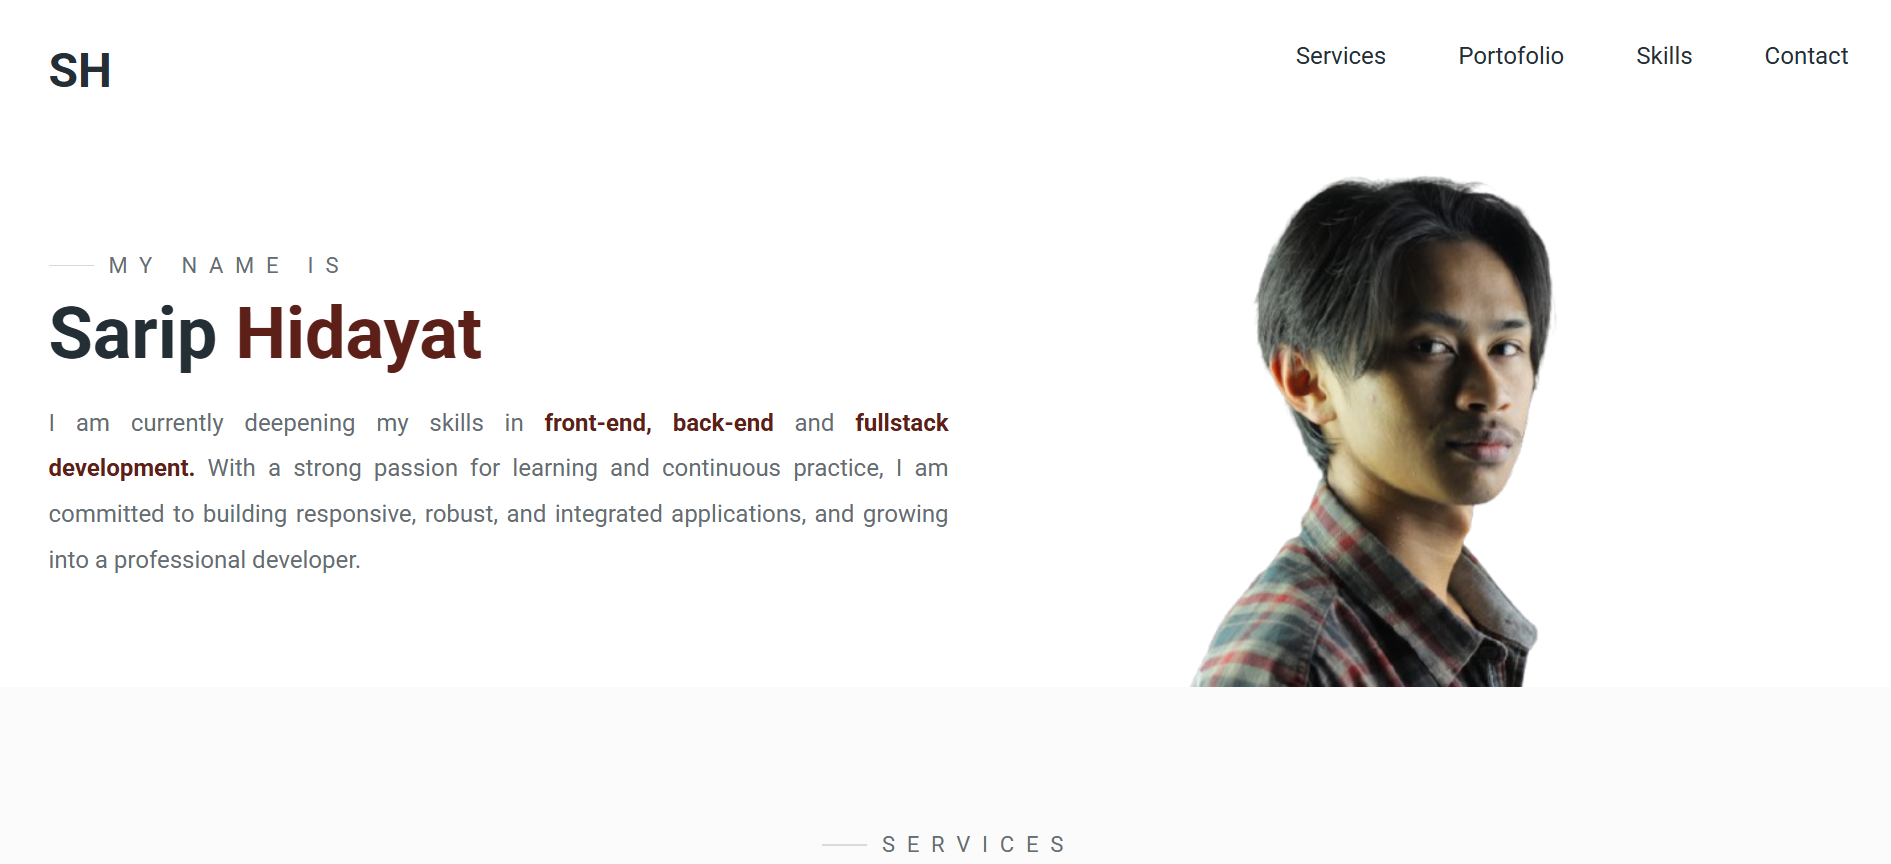 SH
Services Portofolio Skills Contact
MY NAME IS
Sarip Hidayat
I am currently deepening my skills in front-end, back-end and fullstack
development. With a strong passion for learning and continuous practice, I am
committed to building responsive, robust, and integrated applications, and growing
into a professional developer.
SERVICES